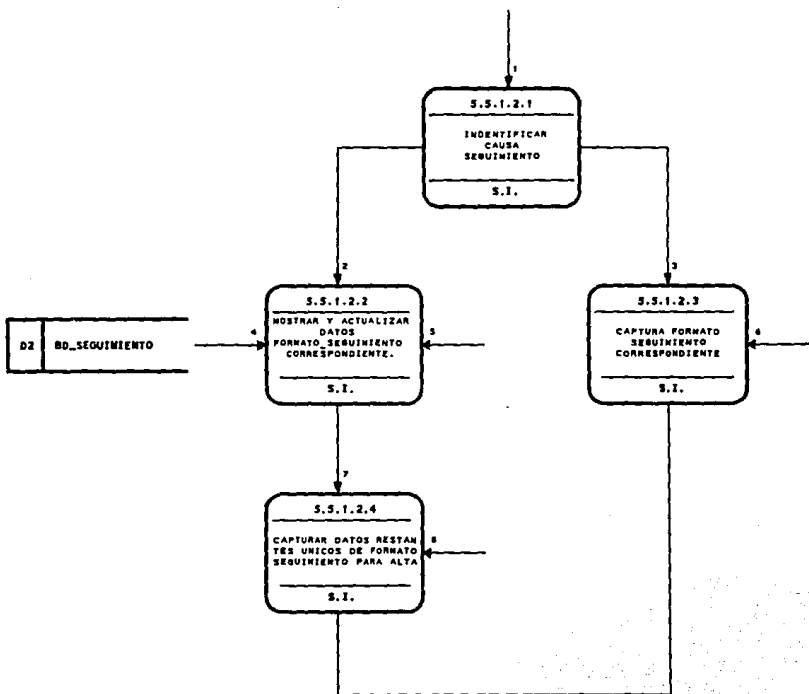 1
5.5.1.2.1
INDENTIFICAR
CAUSA
SEGUIMIENTO
S.I.
2
3
5.5.1.2.2
MOSTRAR Y ACTUALIZAR
DATOS
FORMATO_SEGUIMIENTO
CORRESPONDIENTE.
S.I.
5.5.1.2.3
CAPTURA FORMATO
SEGUIMIENTO
CORRESPONDIENTE
S.I.
D2 BD_SEGUIMIENTO
4
5
6
7
5.5.1.2.4
CAPTURAR DATOS RESTAN
TES UNICOS DE FORMATO
SEGUIMIENTO PARA ALTA
S.I.